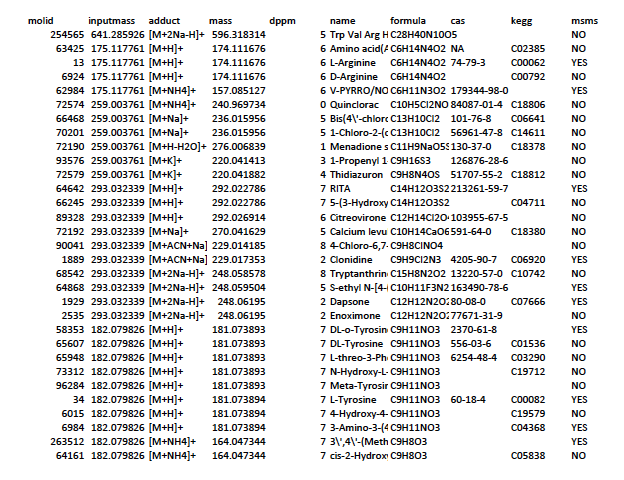 molid inputmass adduct mass dppm name formula cas kegg msms
254565 641.285926 [M+2Na-H]+ 596.318314 5 Trp Val Arg H C28H40N10O5 NO
63425 175.117761 [M+H]+ 174.111676 6 Amino acid(A C6H14N4O2 NA C02385 NO
13 175.117761 [M+H]+ 174.111676 6 L-Arginine C6H14N4O2 74-79-3 C00062 YES
6924 175.117761 [M+H]+ 174.111676 6 D-Arginine C6H14N4O2 C00792 NO
62984 175.117761 [M+NH4]+ 157.085127 6 V-PYRRO/NO C6H11N3O2 179344-98-0 YES
72574 259.003761 [M+NH4]+ 240.969734 0 Quinclorac C10H5Cl2NO 84087-01-4 C18806 NO
66468 259.003761 [M+Na]+ 236.015956 5 Bis(4\'-chloro C13H10Cl2 101-76-8 C06641 NO
70201 259.003761 [M+Na]+ 236.015956 5 1-Chloro-2-(c C13H10Cl2 56961-47-8 C14611 NO
72190 259.003761 [M+H-H2O]+ 276.006839 1 Menadione s C11H9NaO5S 130-37-0 C18378 NO
93576 259.003761 [M+K]+ 220.041413 3 1-Propenyl 1 C9H16S3 126876-28-6 NO
72579 259.003761 [M+K]+ 220.041882 4 Thidiazuron C9H8N4OS 51707-55-2 C18812 NO
64642 293.032339 [M+H]+ 292.022786 7 RITA C14H12O3S2 213261-59-7 YES
66245 293.032339 [M+H]+ 292.022786 7 5-(3-Hydroxy C14H12O3S2 C04711 NO
89328 293.032339 [M+H]+ 292.026914 6 Citreovirone C12H14Cl2O 103955-67-5 NO
72192 293.032339 [M+Na]+ 270.041629 5 Calcium levu C10H14CaO6 591-64-0 C18380 NO
90041 293.032339 [M+ACN+Na] 229.014185 8 4-Chloro-6,7- C9H8ClNO4 NO
1889 293.032339 [M+ACN+Na] 229.017353 2 Clonidine C9H9Cl2N3 4205-90-7 C06920 YES
68542 293.032339 [M+2Na-H]+ 248.058578 8 Tryptanthrin C15H8N2O2 13220-57-0 C10742 NO
64868 293.032339 [M+2Na-H]+ 248.059504 5 S-ethyl N-[4- C10H11F3N2 163490-78-6 YES
1929 293.032339 [M+2Na-H]+ 248.06195 2 Dapsone C12H12N2O2 80-08-0 C07666 YES
2535 293.032339 [M+2Na-H]+ 248.06195 2 Enoximone C12H12N2O2 77671-31-9 NO
58353 182.079826 [M+H]+ 181.073893 7 DL-o-Tyrosin C9H11NO3 2370-61-8 YES
65607 182.079826 [M+H]+ 181.073893 7 DL-Tyrosine C9H11NO3 556-03-6 C01536 NO
65948 182.079826 [M+H]+ 181.073893 7 L-threo-3-Ph C9H11NO3 6254-48-4 C03290 NO
73312 182.079826 [M+H]+ 181.073893 7 N-Hydroxy-L- C9H11NO3 C19712 NO
96284 182.079826 [M+H]+ 181.073893 7 Meta-Tyrosin C9H11NO3 NO
34 182.079826 [M+H]+ 181.073894 7 L-Tyrosine C9H11NO3 60-18-4 C00082 YES
6015 182.079826 [M+H]+ 181.073894 7 4-Hydroxy-4- C9H11NO3 C19579 NO
6984 182.079826 [M+H]+ 181.073894 7 3-Amino-3-(4 C9H11NO3 C04368 YES
263512 182.079826 [M+NH4]+ 164.047344 7 3\',4\'-(Meth C9H8O3 YES
64161 182.079826 [M+NH4]+ 164.047344 7 cis-2-Hydrox C9H8O3 C05838 NO